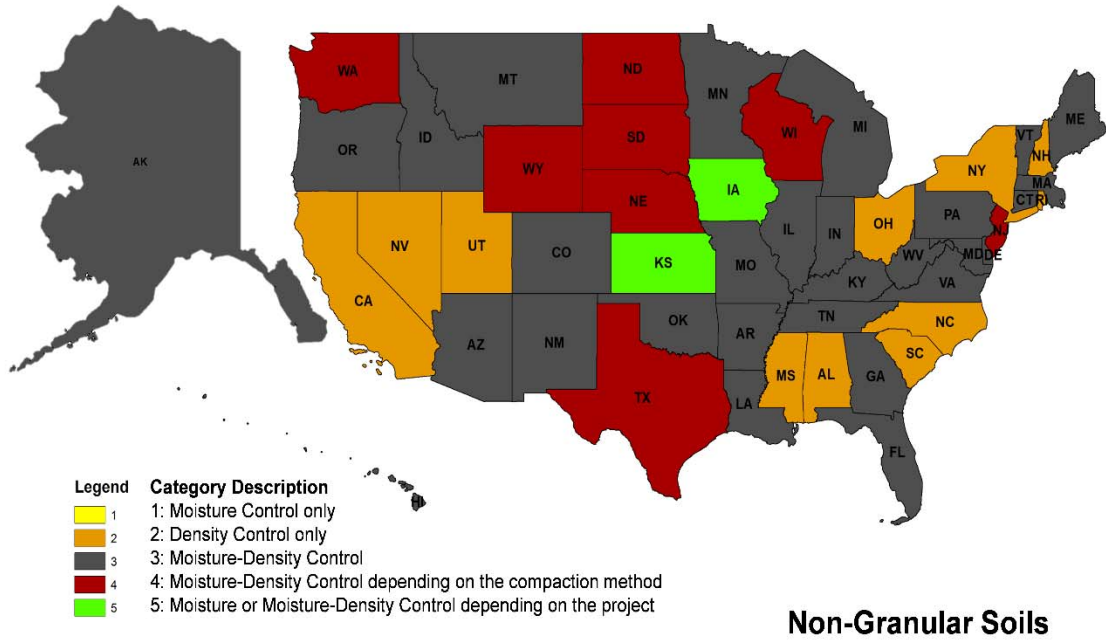 WA
ND
MT
MN
ME
VT
OR
ID
SD
WI
MI
NH
AK
WY
NY
MA
CT
RI
IA
NE
PA
NJ
OH
NV
UT
IL
IN
MD
DE
CO
WV
KS
MO
VA
CA
KY
NC
TN
OK
AZ
NM
AR
SC
MS
AL
GA
TX
LA
FL
HI
Legend Category Description
1 1: Moisture Control only
2 2: Density Control only
3 3: Moisture-Density Control
4 4: Moisture-Density Control depending on the compaction method
5 5: Moisture or Moisture-Density Control depending on the project
Non-Granular Soils